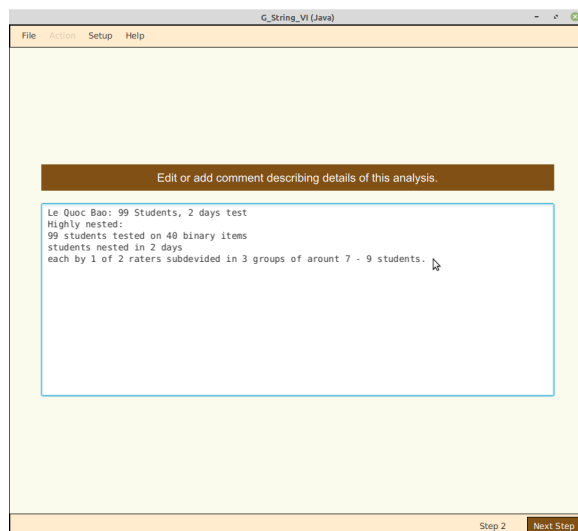 G_String_VI (Java)
File Action Setup Help
Edit or add comment describing details of this analysis.
Le Quoc Bao: 99 Students, 2 days test
Highly nested:
99 students tested on 40 binary items
students nested in 2 days
each by 1 of 2 raters subdevided in 3 groups of arount 7 - 9 students.
Step 2 Next Step